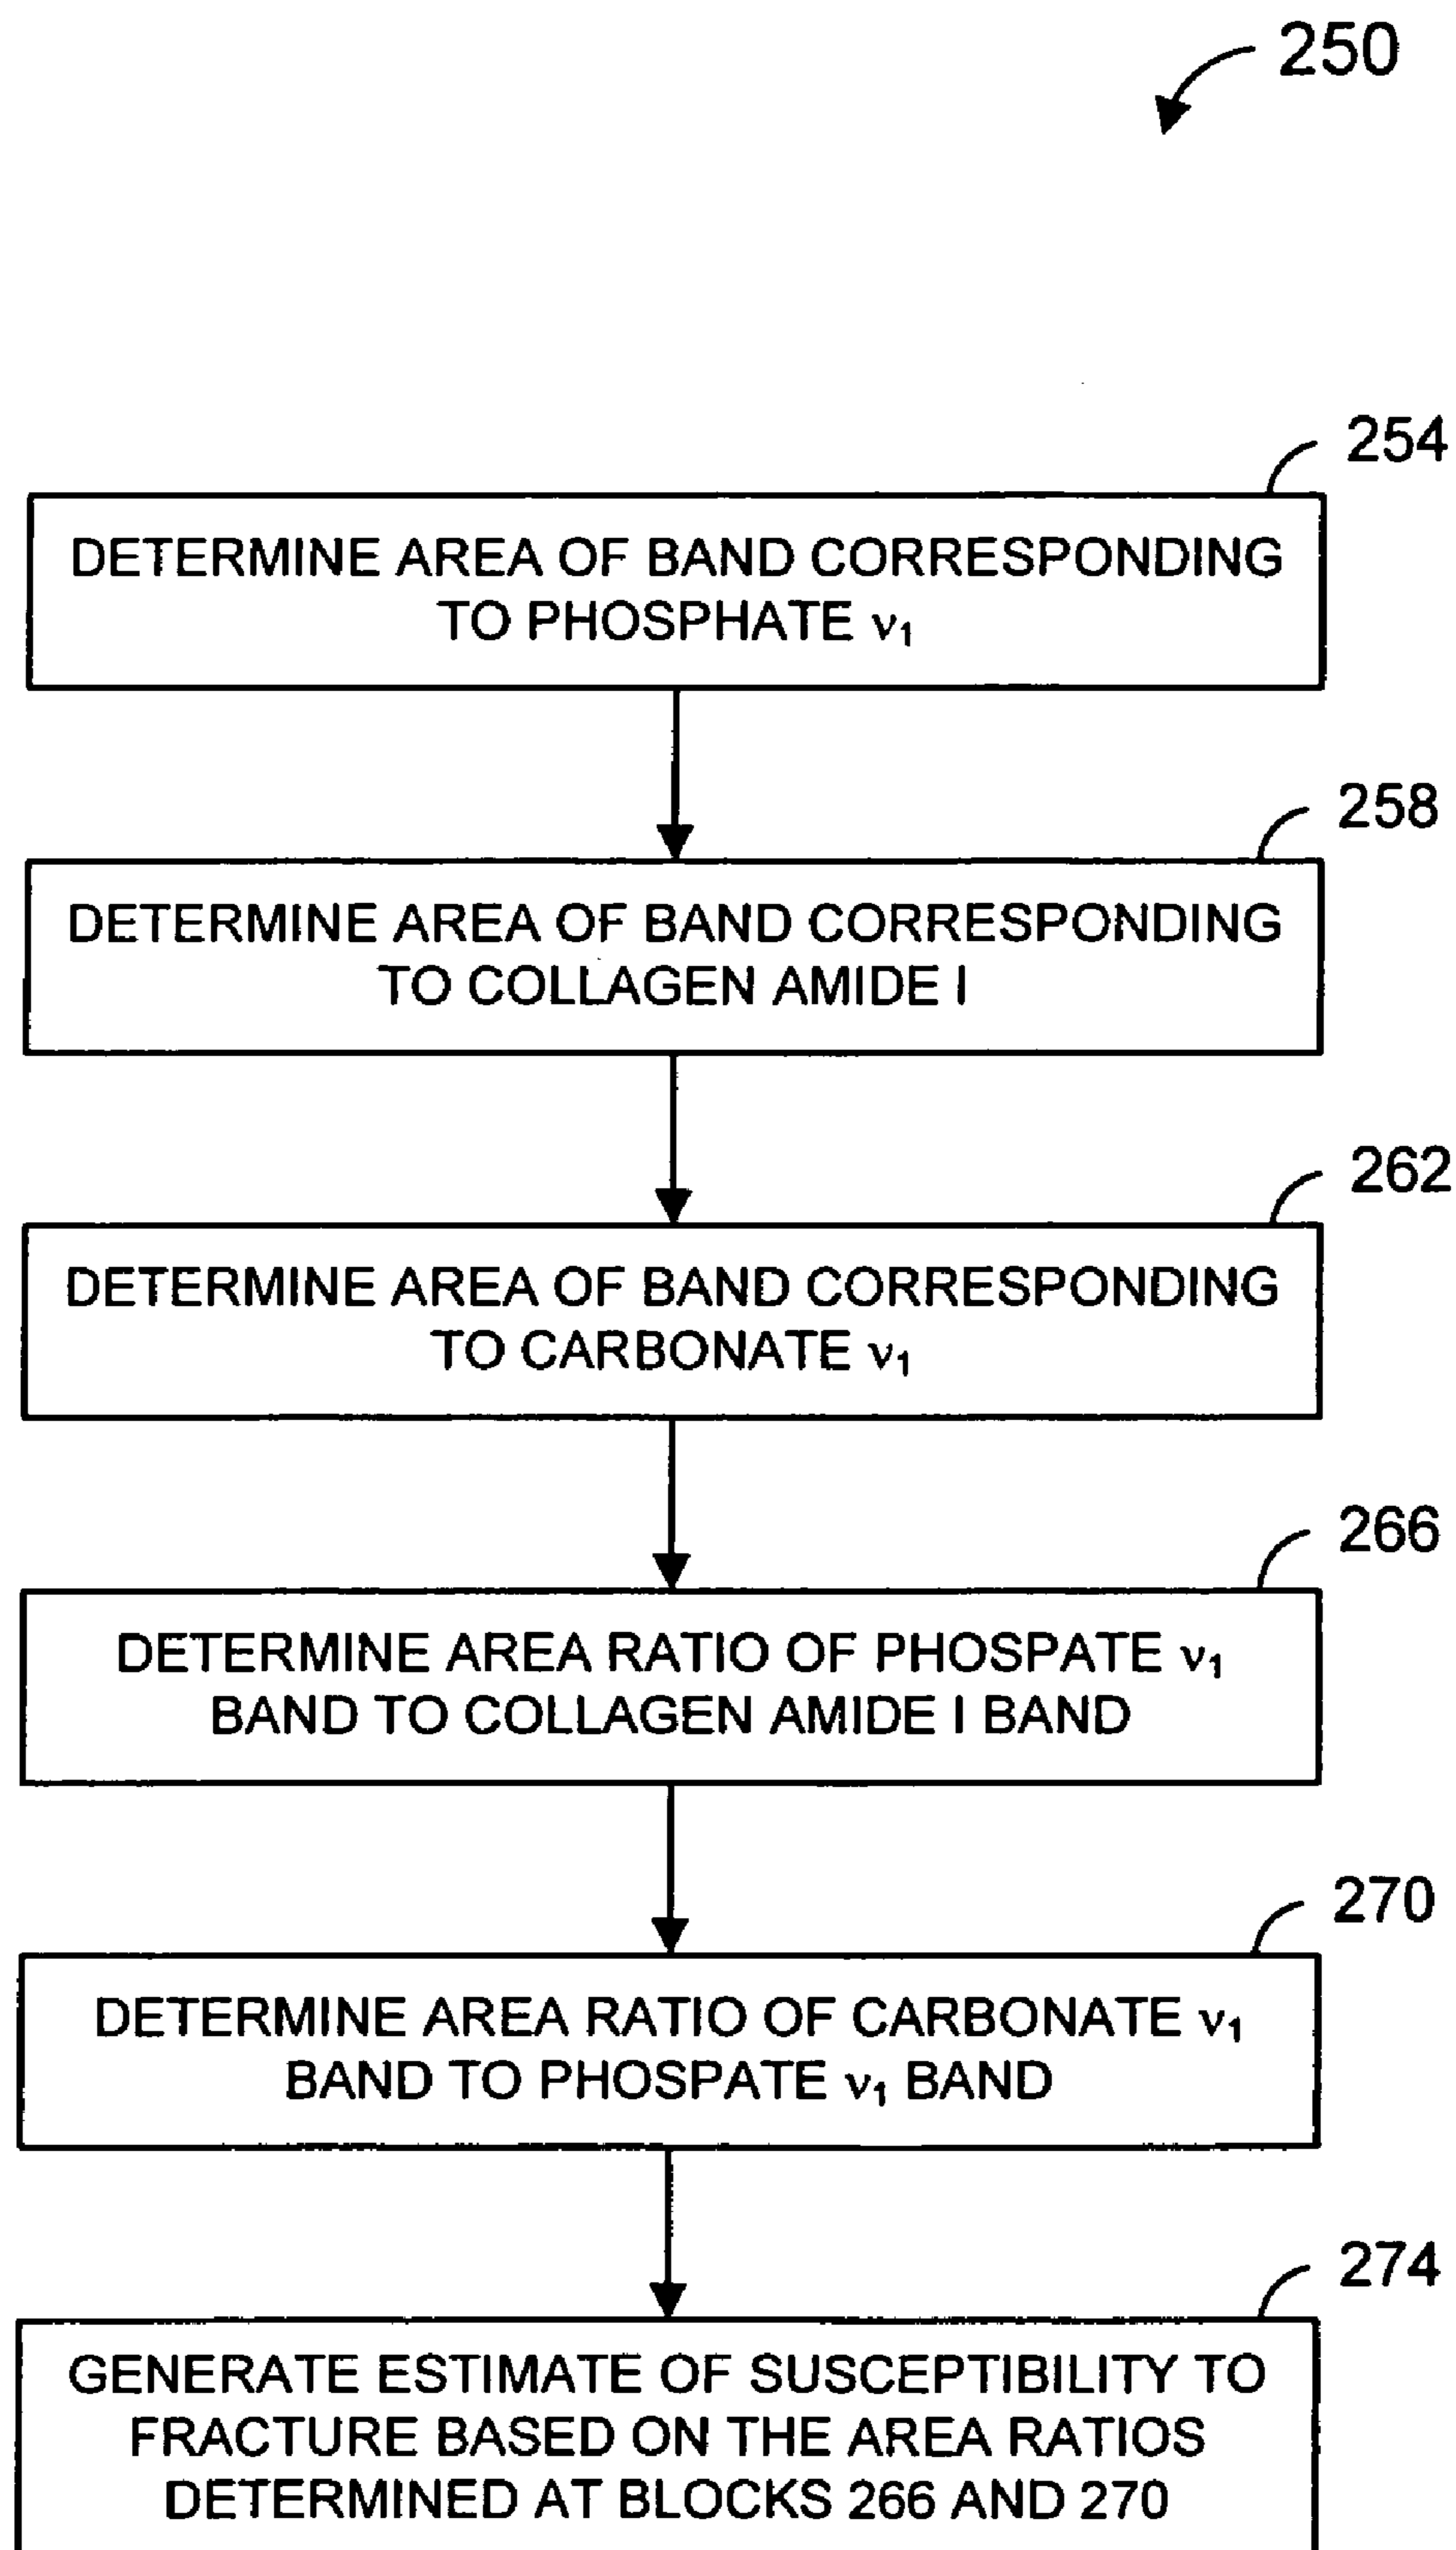 250
254
DETERMINE AREA OF BAND CORRESPONDING
TO PHOSPHATE ν₁
258
DETERMINE AREA OF BAND CORRESPONDING
TO COLLAGEN AMIDE I
262
DETERMINE AREA OF BAND CORRESPONDING
TO CARBONATE ν₁
266
DETERMINE AREA RATIO OF PHOSPATE ν₁
BAND TO COLLAGEN AMIDE I BAND
270
DETERMINE AREA RATIO OF CARBONATE ν₁
BAND TO PHOSPATE ν₁ BAND
274
GENERATE ESTIMATE OF SUSCEPTIBILITY TO
FRACTURE BASED ON THE AREA RATIOS
DETERMINED AT BLOCKS 266 AND 270